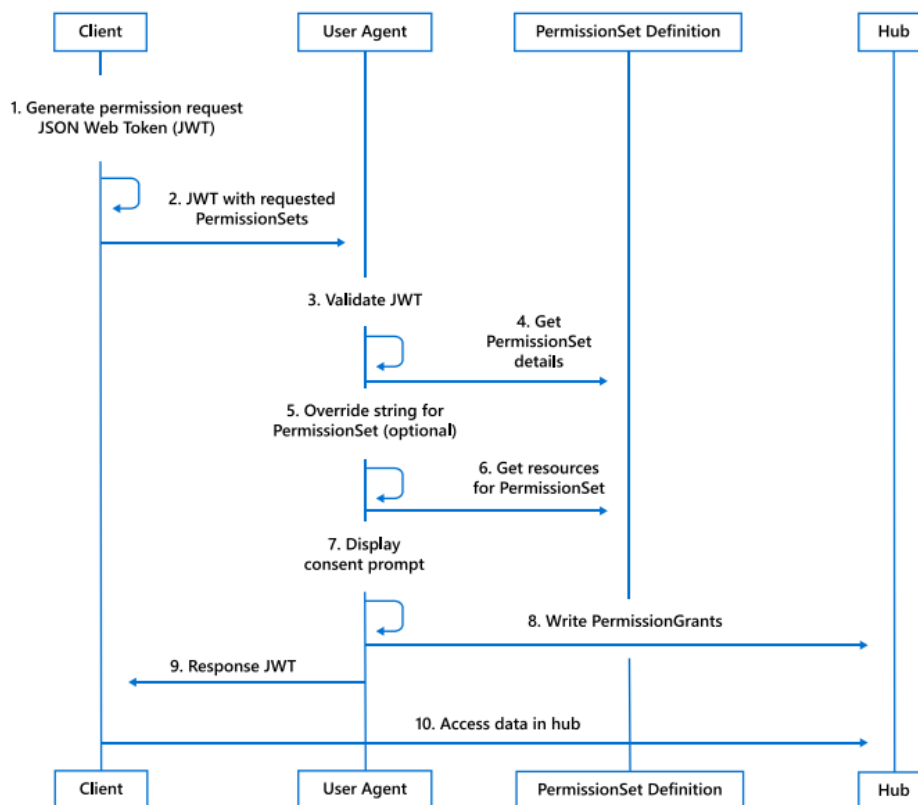 Client
User Agent
PermissionSet Definition
Hub
1. Generate permission request
JSON Web Token (JWT)
2. JWT with requested
PermissionSets
3. Validate JWT
4. Get
PermissionSet
details
5. Override string for
PermissionSet (optional)
6. Get resources
for PermissionSet
7. Display
consent prompt
8. Write PermissionGrants
9. Response JWT
10. Access data in hub
Client
User Agent
PermissionSet Definition
Hub